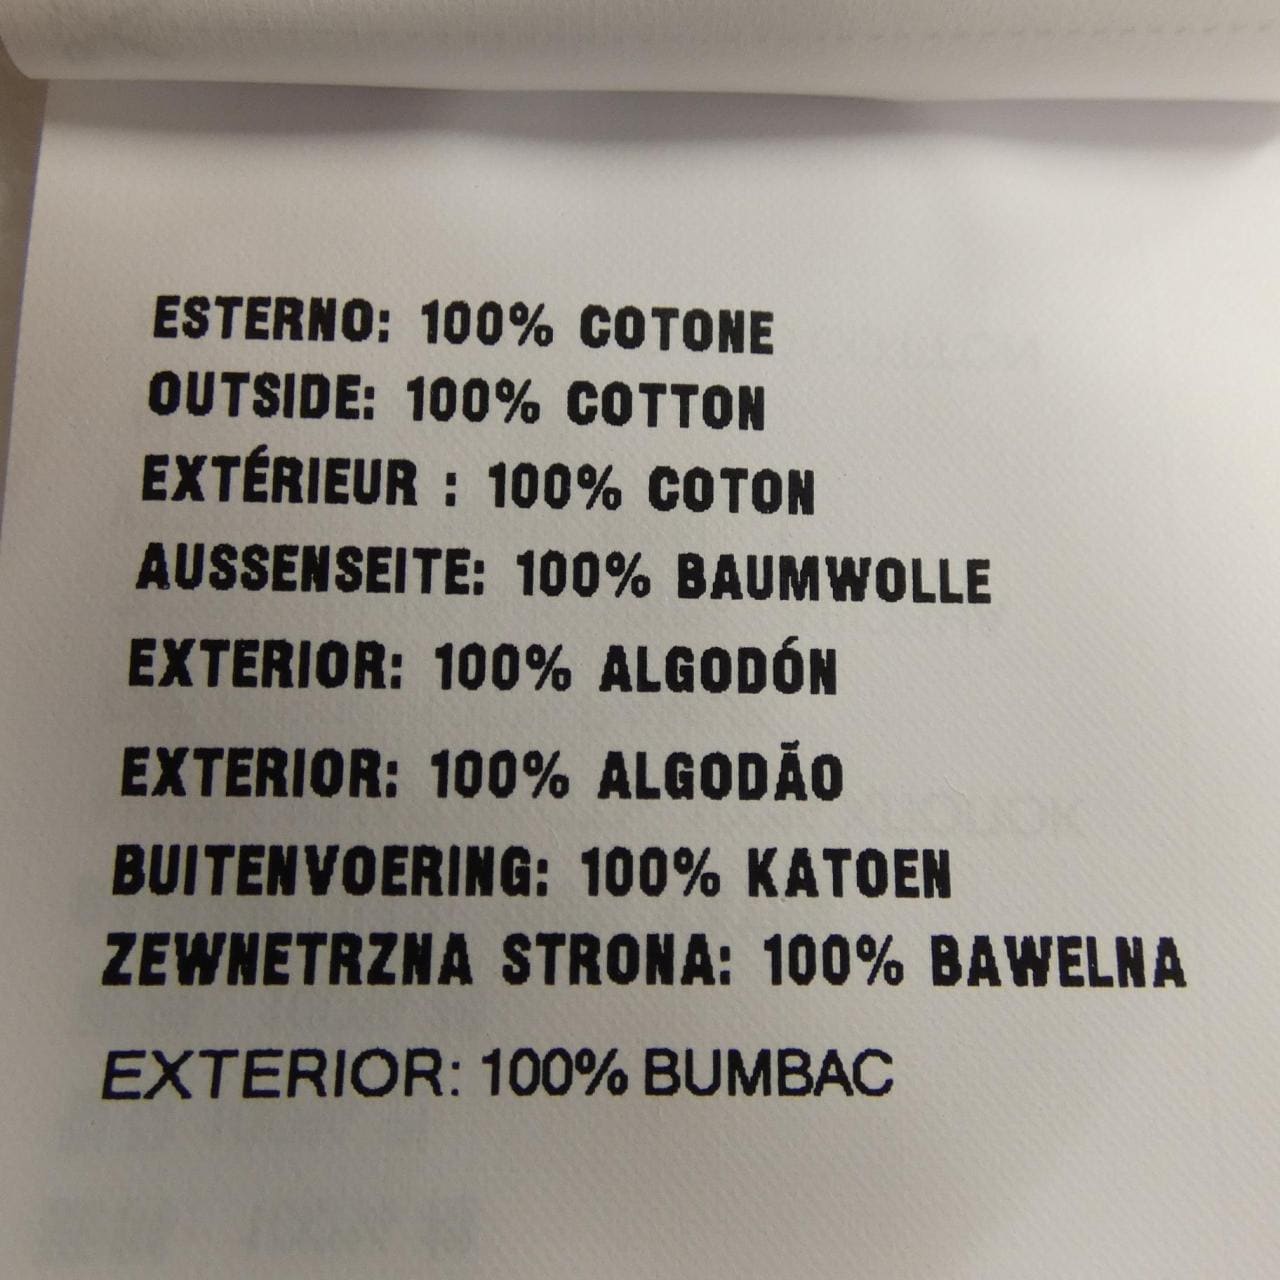 ESTERNO: 100% COTONE
OUTSIDE: 100% COTTON
EXTÉRIEUR : 100% COTON
AUSSENSEITE: 100% BAUMWOLLE
EXTERIOR: 100% ALGODÓN
EXTERIOR: 100% ALGODÃO
BUITENVOERING: 100% KATOEN
ZEWNETRZNA STRONA: 100% BAWELNA
EXTERIOR: 100% BUMBAC